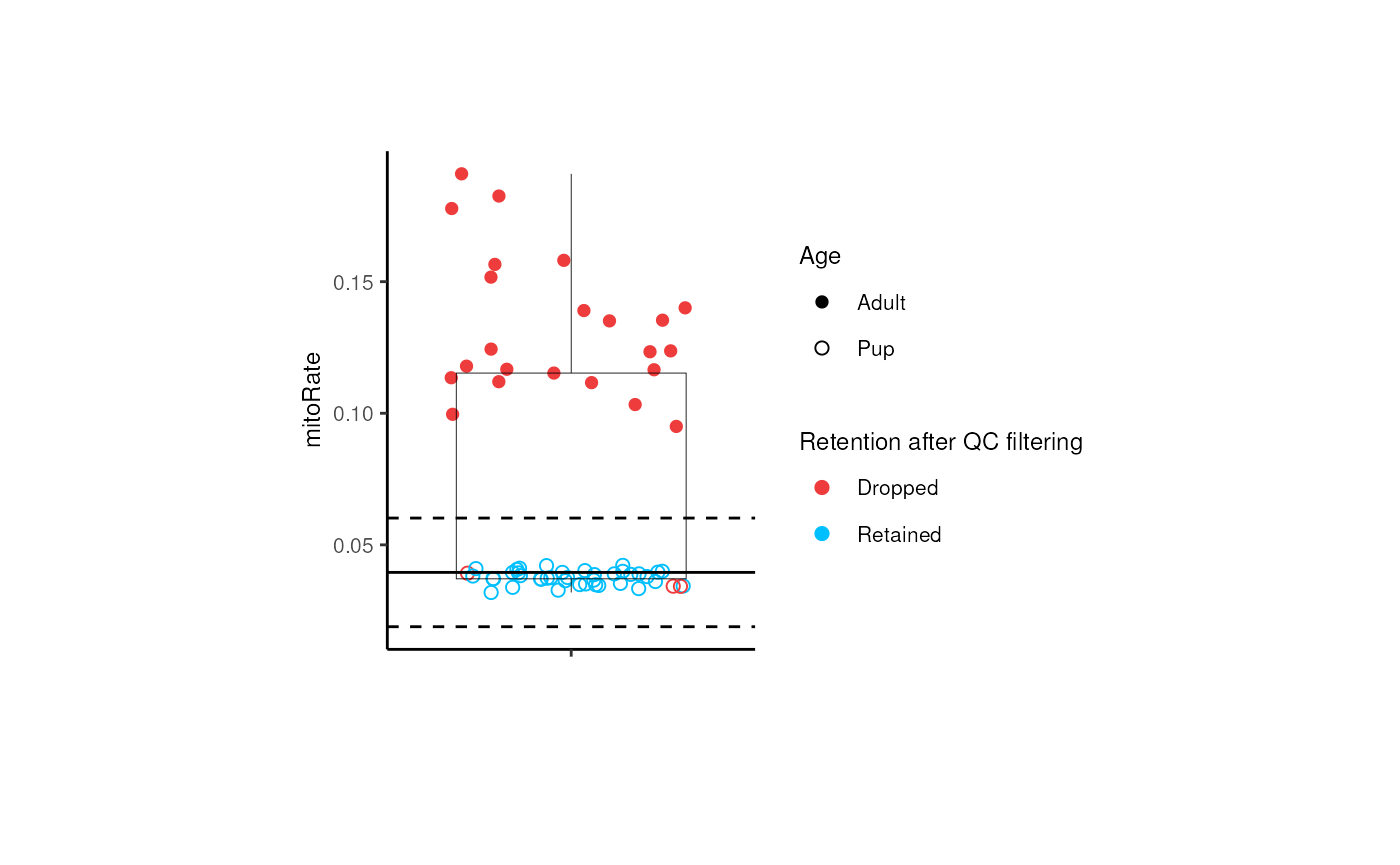 mitoRate
0.15
0.10
0.05
Age
Adult
Pup
Retention after QC filtering
Dropped
Retained